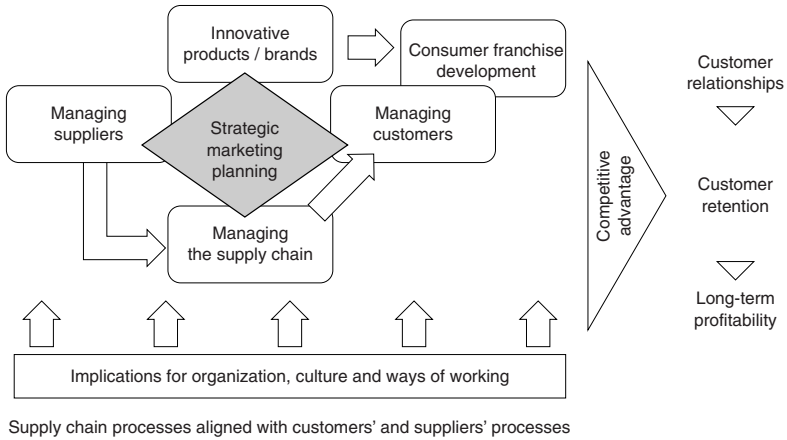 Innovative
products / brands
Consumer franchise
development
Managing
suppliers
Strategic
marketing
planning
Managing
customers
Managing
the supply chain
Competitive
advantage
Customer
relationships
Customer
retention
Long-term
profitability
Implications for organization, culture and ways of working
Supply chain processes aligned with customers’ and suppliers’ processes